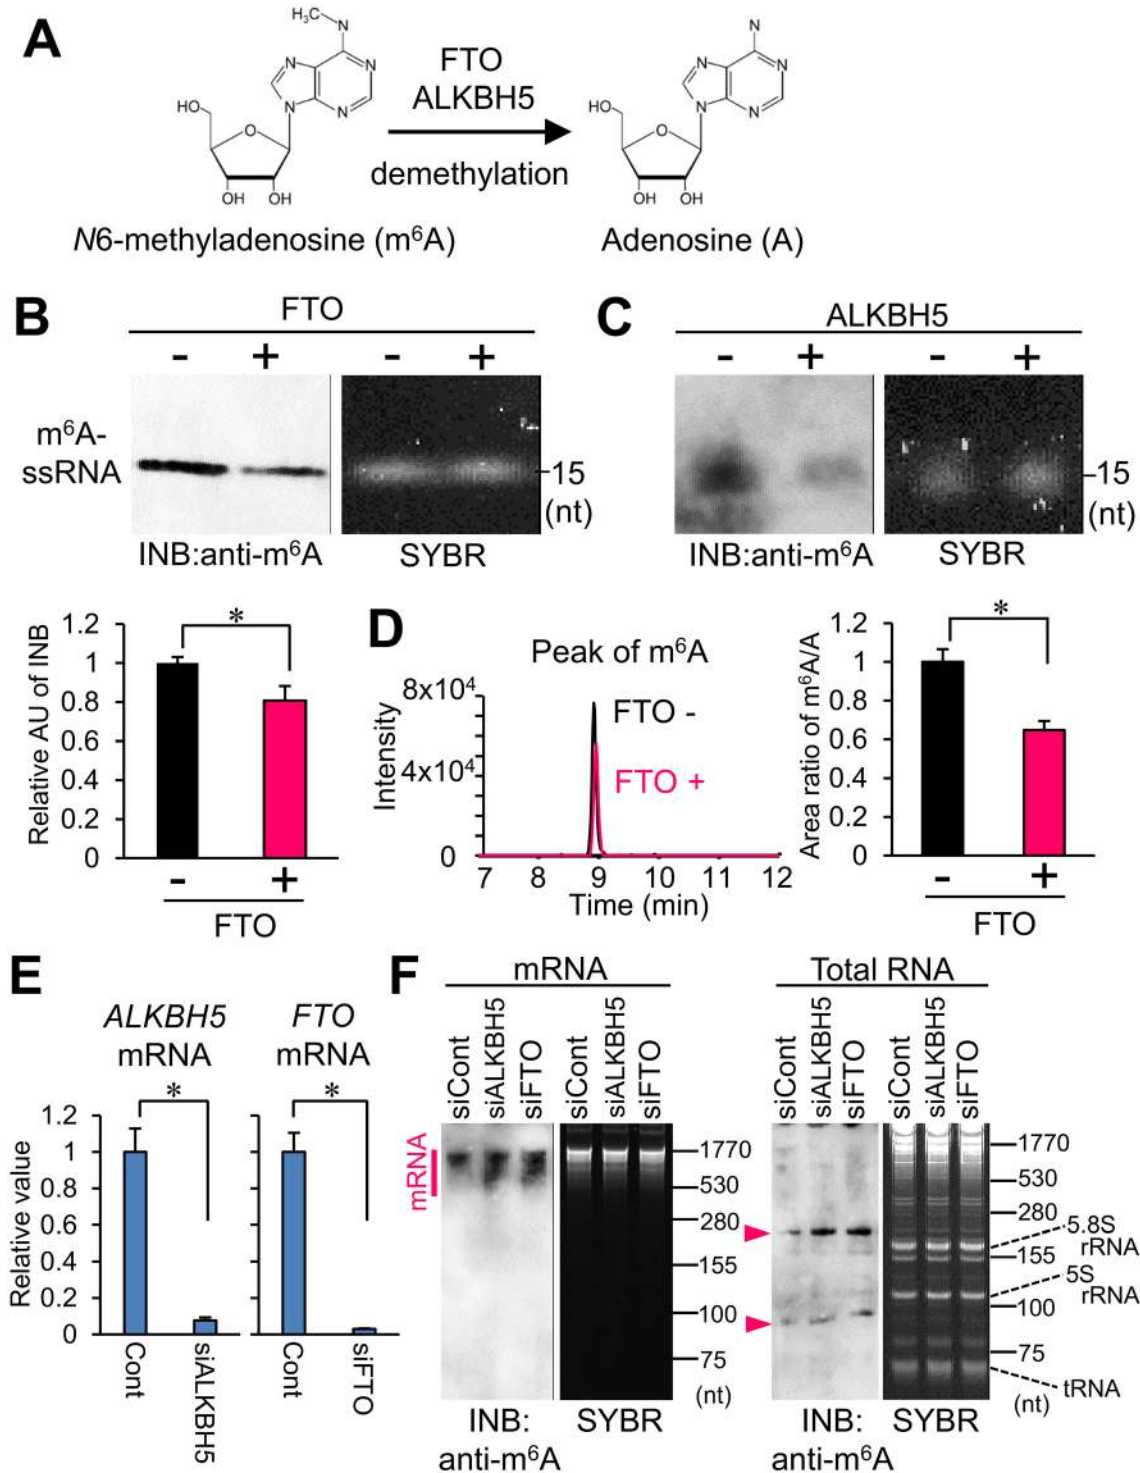 A
H₃C
N
N
N
N
N
HO
O
OH
OH
FTO
ALKBH5
demethylation
N
N
N
N
N
HO
O
OH
OH
N6-methyladenosine (m⁶A)
Adenosine (A)
B
FTO
- + - +
m⁶A-
ssRNA
15
(nt)
INB:anti-m⁶A
SYBR
C
ALKBH5
- + - +
15
(nt)
INB:anti-m⁶A
SYBR
Relative AU of INB
1.2
1
0.8
0.6
0.4
0.2
0
*
- +
FTO
D
Peak of m⁶A
Intensity
8x10⁴
4x10⁴
0
FTO -
FTO +
7 8 9 10 11 12
Time (min)
Area ratio of m⁶A/A
1.2
1
0.8
0.6
0.4
0.2
0
*
- +
FTO
E
ALKBH5
mRNA
FTO
mRNA
Relative value
1.2
1
0.8
0.6
0.4
0.2
0
*
*
Cont
siALKBH5
Cont
siFTO
F
mRNA
siCont
siALKBH5
siFTO
siCont
siALKBH5
siFTO
mRNA
1770
530
280
155
100
75
(nt)
INB:
anti-m⁶A
SYBR
Total RNA
siCont
siALKBH5
siFTO
siCont
siALKBH5
siFTO
1770
530
280
155
100
75
(nt)
5.8S
rRNA
5S
rRNA
tRNA
INB:
anti-m⁶A
SYBR